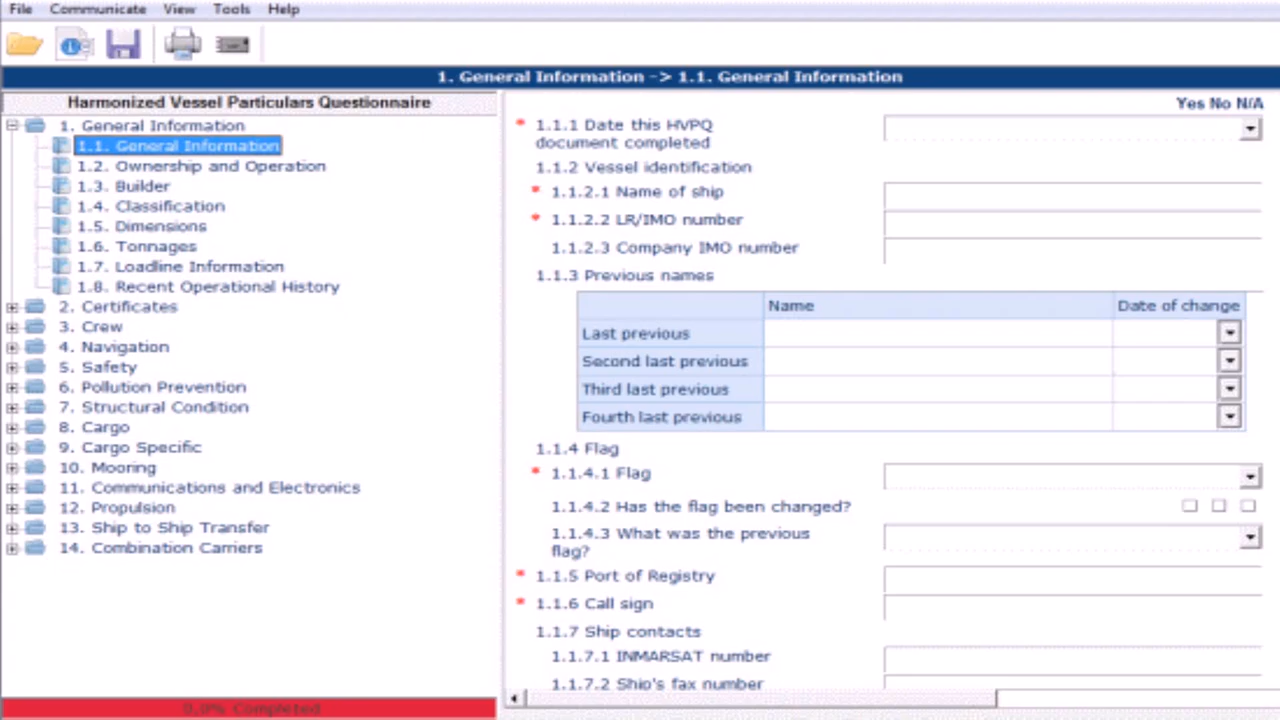 File Communicate View Tools Help
1. General Information -> 1.1. General Information
Harmonized Vessel Particulars Questionnaire
1. General Information
1.1. General Information
1.2. Ownership and Operation
1.3. Builder
1.4. Classification
1.5. Dimensions
1.6. Tonnages
1.7. Loadline Information
1.8. Recent Operational History
2. Certificates
3. Crew
4. Navigation
5. Safety
6. Pollution Prevention
7. Structural Condition
8. Cargo
9. Cargo Specific
10. Mooring
11. Communications and Electronics
12. Propulsion
13. Ship to Ship Transfer
14. Combination Carriers
0.0% Completed
Yes No N/A
* 1.1.1 Date this HVPQ
document completed
1.1.2 Vessel identification
* 1.1.2.1 Name of ship
* 1.1.2.2 LR/IMO number
1.1.2.3 Company IMO number
1.1.3 Previous names
Name Date of change
Last previous
Second last previous
Third last previous
Fourth last previous
1.1.4 Flag
* 1.1.4.1 Flag
1.1.4.2 Has the flag been changed?
1.1.4.3 What was the previous
flag?
* 1.1.5 Port of Registry
* 1.1.6 Call sign
1.1.7 Ship contacts
1.1.7.1 INMARSAT number
1.1.7.2 Ship's fax number